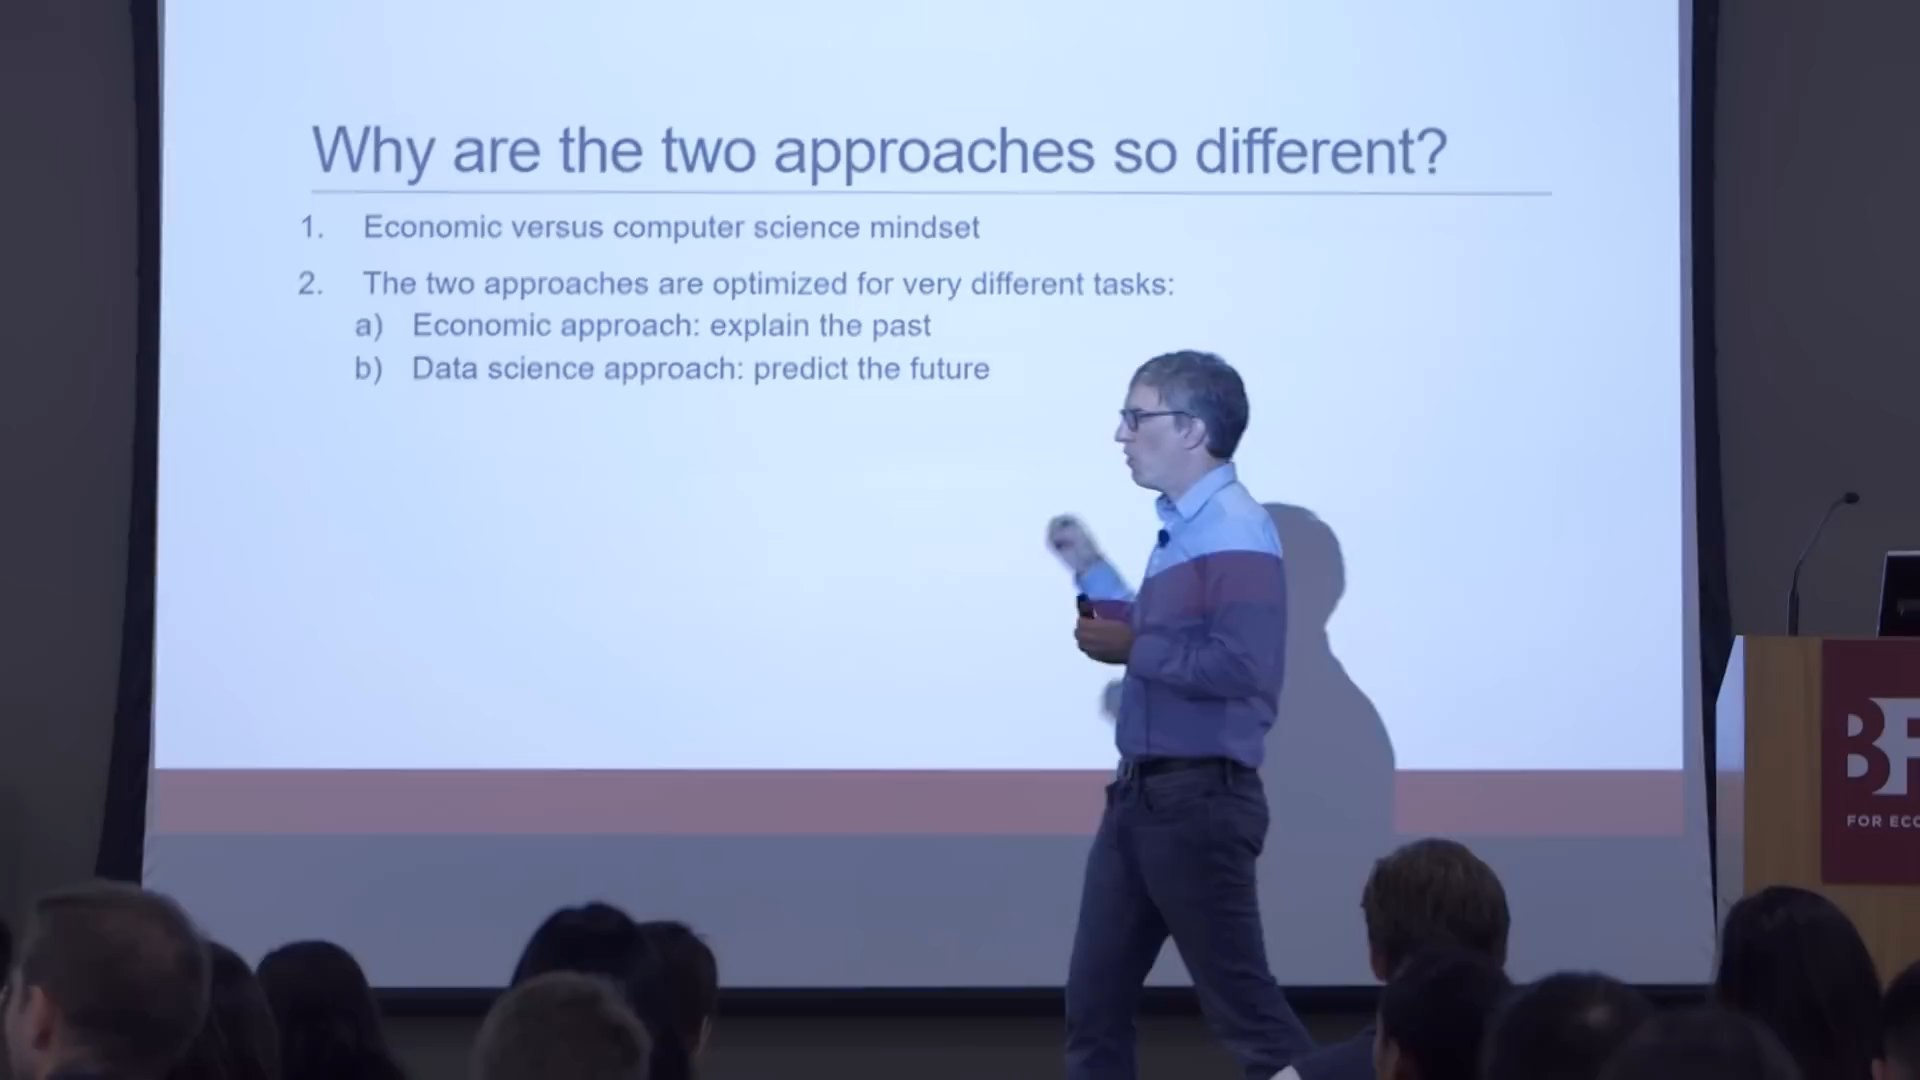 Why are the two approaches so different?
1. Economic versus computer science mindset
2. The two approaches are optimized for very different tasks:
a) Economic approach: explain the past
b) Data science approach: predict the future
BF
FOR ECO